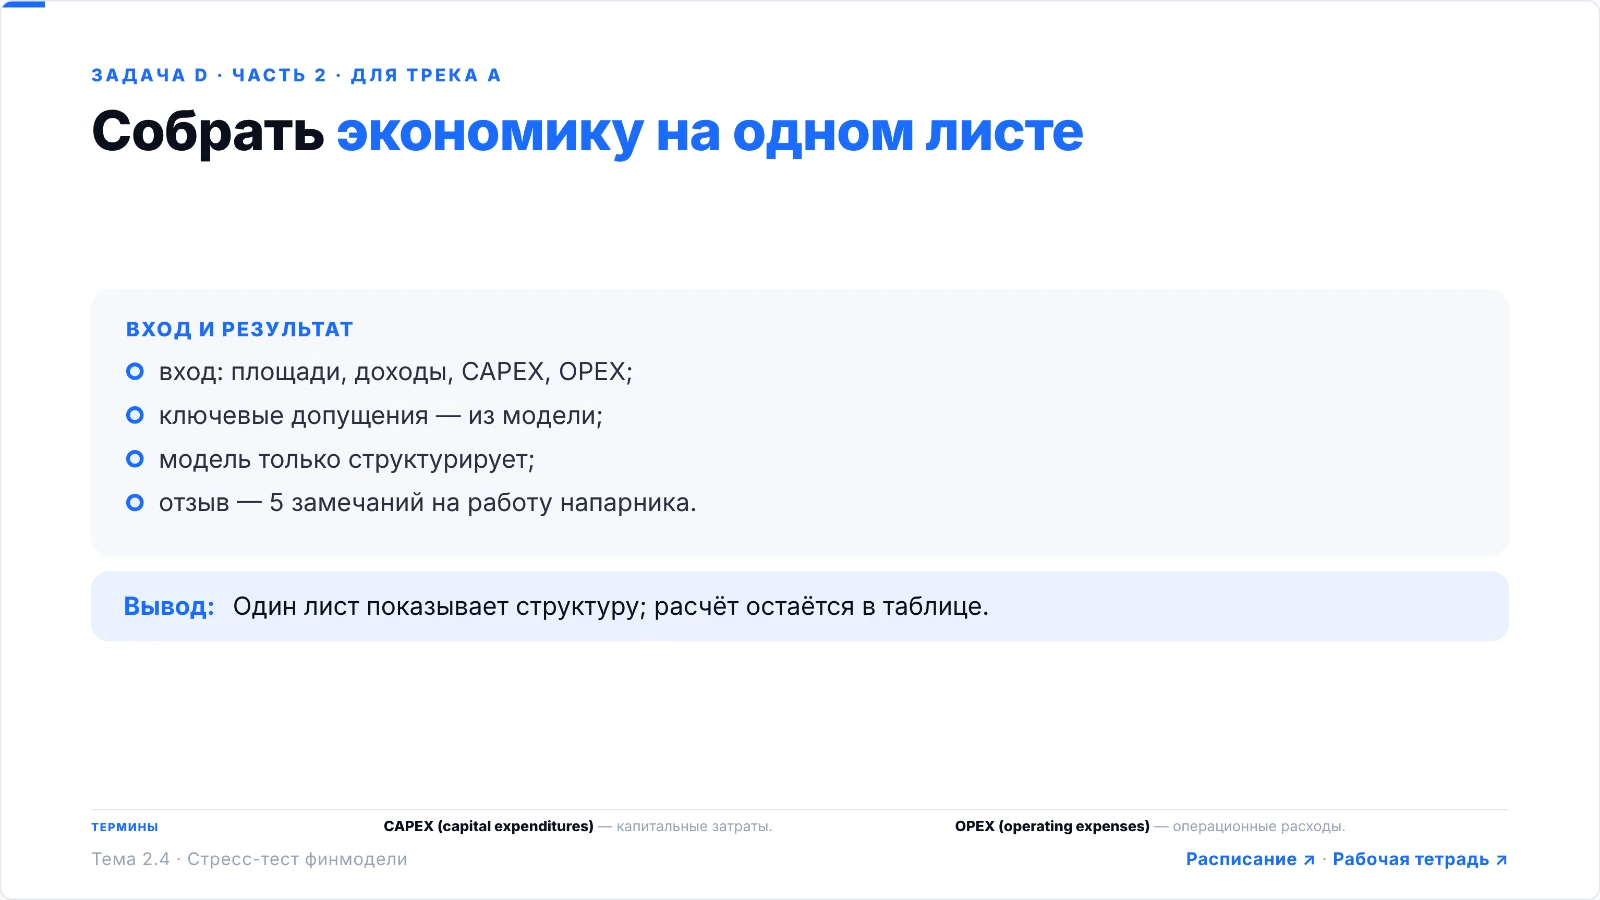 ЗАДАЧА D · ЧАСТЬ 2 · ДЛЯ ТРЕКА А
Собрать экономику на одном листе
ВХОД И РЕЗУЛЬТАТ
вход: площади, доходы, CAPEX, OPEX;
ключевые допущения — из модели;
модель только структурирует;
отзыв — 5 замечаний на работу напарника.
Вывод: Один лист показывает структуру; расчёт остаётся в таблице.
ТЕРМИНЫ
CAPEX (capital expenditures) — капитальные затраты.
OPEX (operating expenses) — операционные расходы.
Тема 2.4 · Стресс-тест финмодели
Расписание ↗ · Рабочая тетрадь ↗